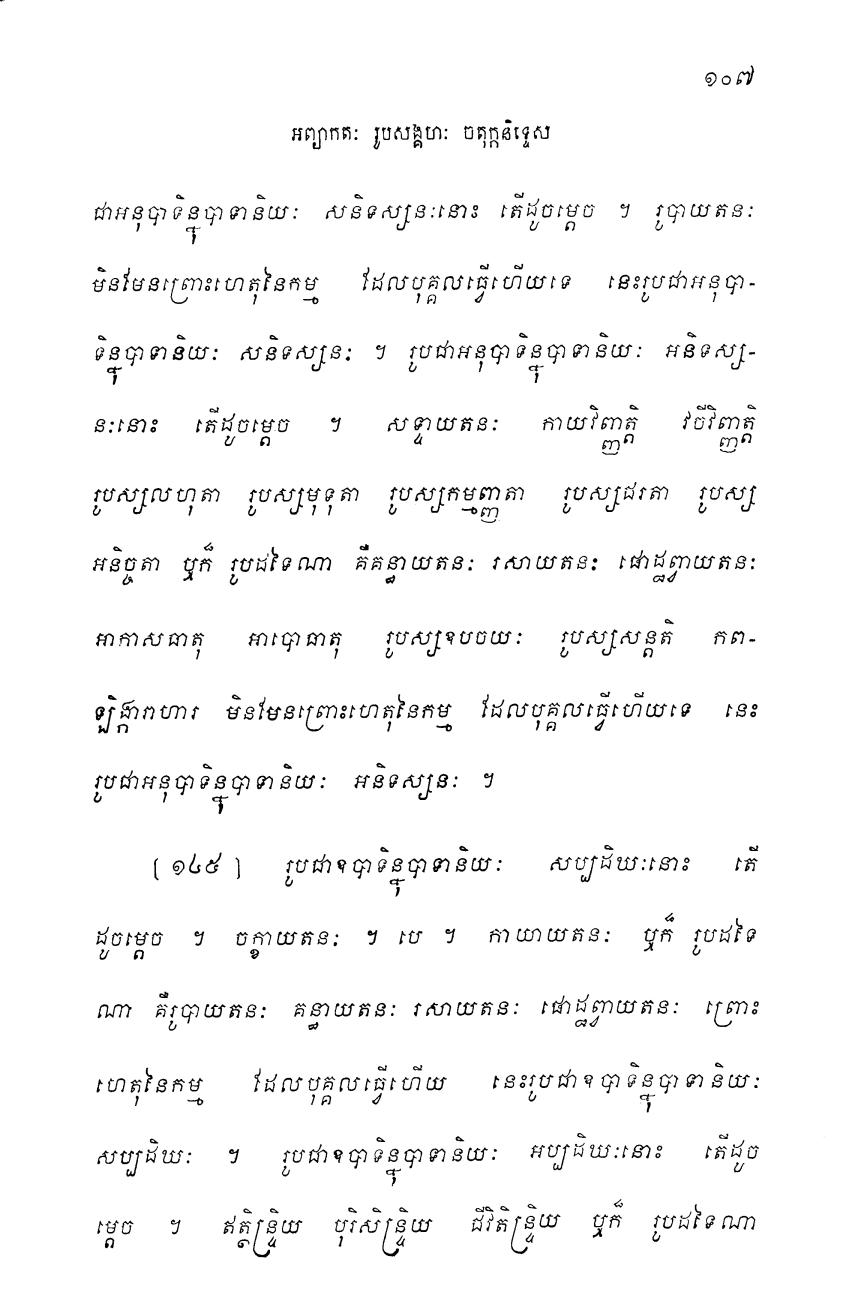 ១០៧
អព្យាកតៈ រូបសង្គហៈ ចតុក្កនិទ្ទេស
ជាអនុបាទិន្នុបាទានិយៈ សនិទស្សនៈនោះ តើដូចម្តេច ។ រូបាយតនៈ
មិនមែនព្រោះហេតុនៃកម្ម ដែលបុគ្គលធ្វើហើយទេ នេះរូបជាអនុបា-
ទិន្នុបាទានិយៈ សនិទស្សនៈ ។ រូបជាអនុបាទិន្នុបាទានិយៈ អនិទស្ស-
នៈនោះ តើដូចម្តេច ។ សទ្ទាយតនៈ កាយវិញ្ញត្តិ វចីវិញ្ញត្តិ
រូបស្សលហុតា រូបស្សមុទុតា រូបស្សកម្មញ្ញតា រូបស្សជរតា រូបស្ស
អនិច្ចតា ឬក៏ រូបដទៃណា គឺគន្ធាយតនៈ រសាយតនៈ ផោដ្ឋព្វាយតនៈ
អាកាសធាតុ អាបោធាតុ រូបស្សឧបចយៈ រូបស្សសន្តតិ កព-
ឡិង្ការាហារ មិនមែនព្រោះហេតុនៃកម្ម ដែលបុគ្គលធ្វើហើយទេ នេះ
រូបជាអនុបាទិន្នុបាទានិយៈ អនិទស្សនៈ ។
[ ១៤៥ ] រូបជាឧបាទិន្នុបាទានិយៈ សប្បដិឃៈនោះ តើ
ដូចម្តេច ។ ចក្ខាយតនៈ ។ បេ ។ កាយាយតនៈ ឬក៏ រូបដទៃ
ណា គឺរូបាយតនៈ គន្ធាយតនៈ រសាយតនៈ ផោដ្ឋព្វាយតនៈ ព្រោះ
ហេតុនៃកម្ម ដែលបុគ្គលធ្វើហើយ នេះរូបជាឧបាទិន្នុបាទានិយៈ
សប្បដិឃៈ ។ រូបជាឧបាទិន្នុបាទានិយៈ អប្បដិឃៈនោះ តើដូច
ម្តេច ។ ឥត្ថិន្ទ្រិយ បុរិសិន្ទ្រិយ ជីវិតិន្ទ្រិយ ឬក៏ រូបដទៃណា